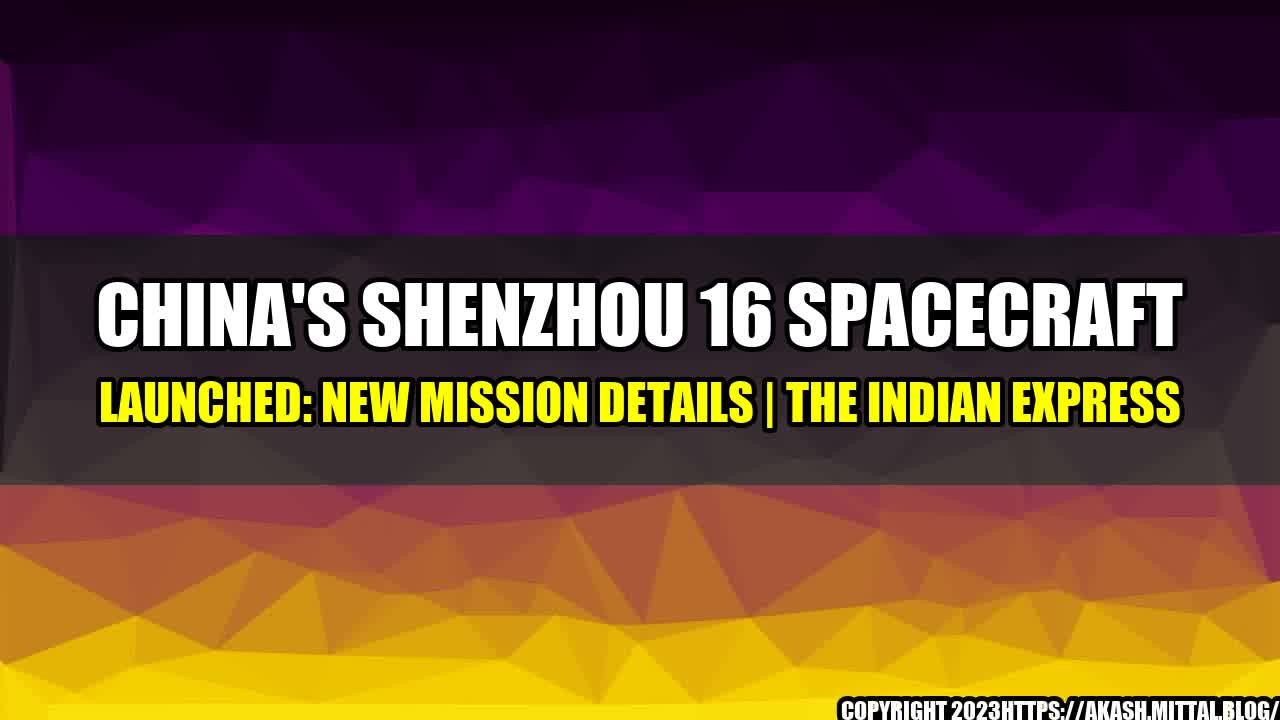 CHINA'S SHENZHOU 16 SPACECRAFT
LAUNCHED: NEW MISSION DETAILS | THE INDIAN EXPRESS
COPYRIGHT 2023HTTPS://AKASH.MITTAL.BLOG/